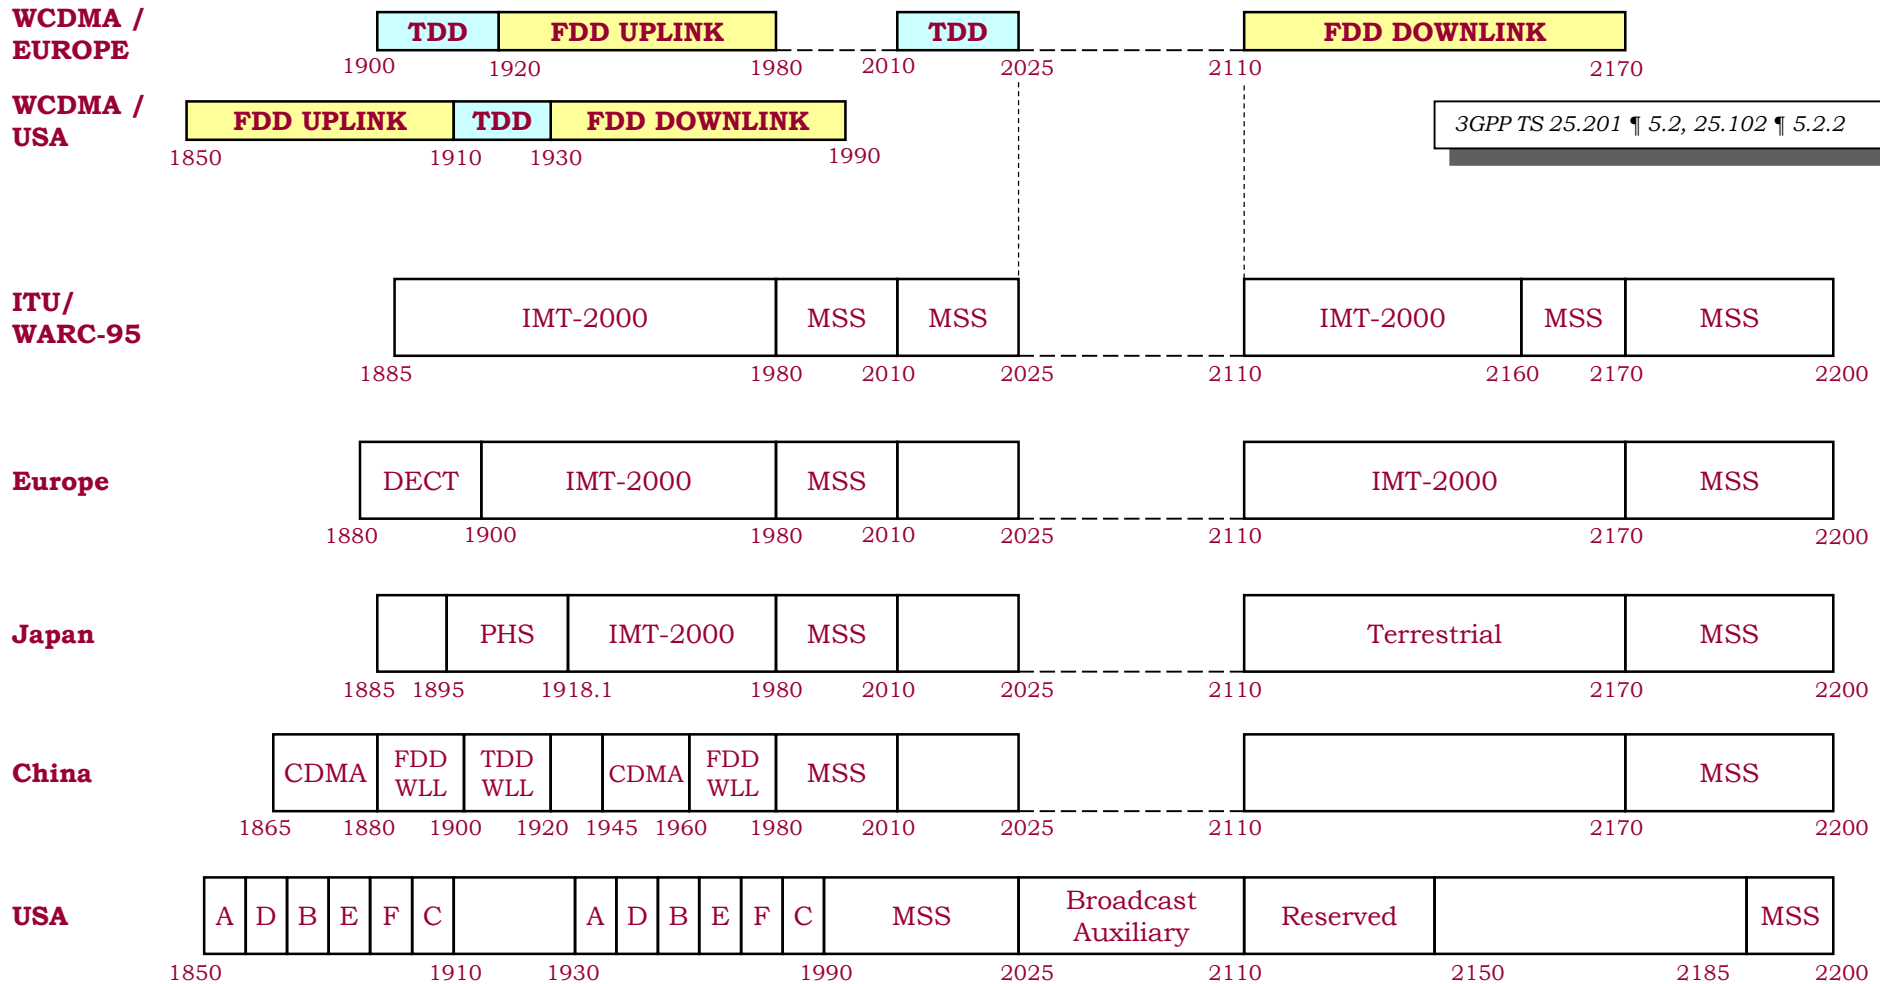 WCDMA /
EUROPE
TDD FDD UPLINK TDD FDD DOWNLINK
1900 1920 1980 2010 2025 2110 2170
WCDMA /
USA
FDD UPLINK TDD FDD DOWNLINK
1850 1910 1930 1990
3GPP TS 25.201 ¶ 5.2, 25.102 ¶ 5.2.2
ITU/
WARC-95
IMT-2000 MSS MSS IMT-2000 MSS MSS
1885 1980 2010 2025 2110 2160 2170 2200
Europe DECT IMT-2000 MSS IMT-2000 MSS
1880 1900 1980 2010 2025 2110 2170 2200
Japan PHS IMT-2000 MSS Terrestrial MSS
1885 1895 1918.1 1980 2010 2025 2110 2170 2200
China CDMA FDD WLL TDD WLL CDMA FDD WLL MSS MSS
1865 1880 1900 1920 1945 1960 1980 2010 2025 2110 2170 2200
USA A D B E F C A D B E F C MSS Broadcast Auxiliary Reserved MSS
1850 1910 1930 1990 2025 2110 2150 2185 2200